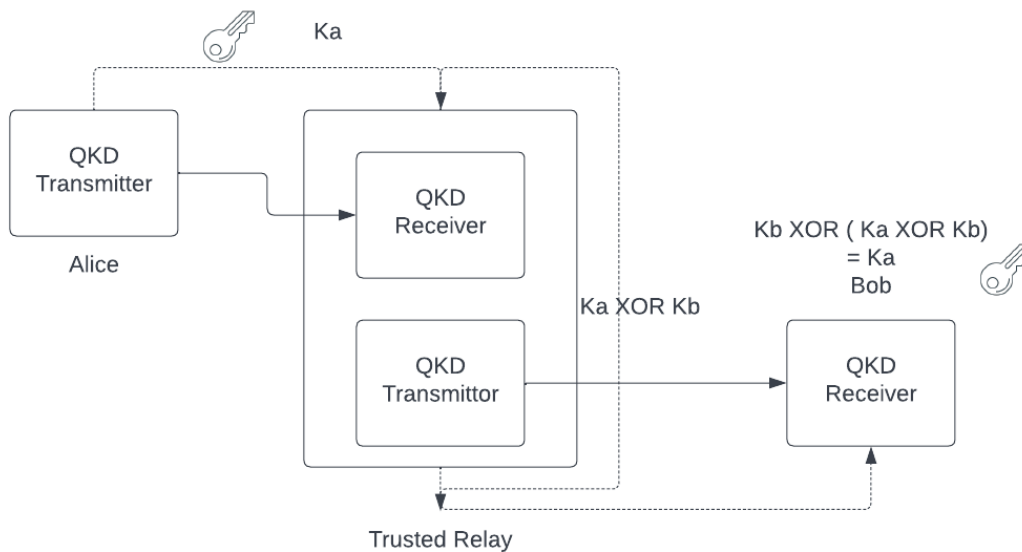 Ka
QKD
Transmitter
Alice
QKD
Receiver
Ka XOR Kb
QKD
Transmittor
Trusted Relay
Kb XOR ( Ka XOR Kb)
= Ka
Bob
QKD
Receiver